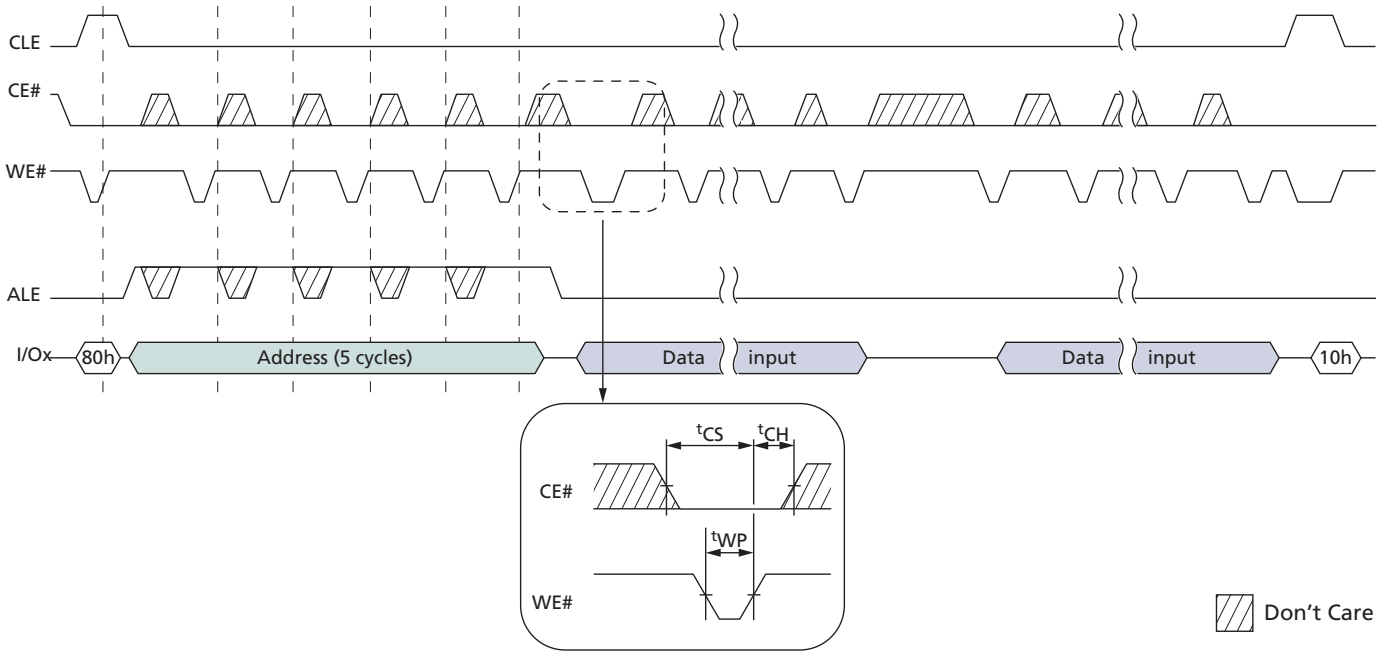 CLE
CE#
WE#
ALE
I/Ox 80h Address (5 cycles) Data input Data input 10h
tCS tCH
CE#
tWP
WE#
Don't Care